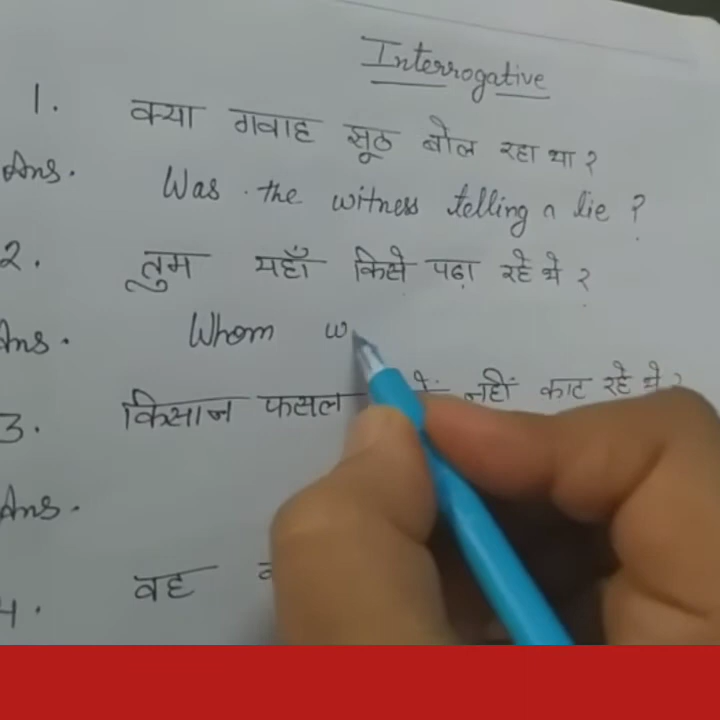 Interrogative
1. क्या गवाह झूठ बोल रहा था?
Ans. Was the witness telling a lie?
2. तुम यहाँ किसे पढ़ा रहे थे?
Ans. Whom w
3. किसान फसल नहीं काट रहे थे?
Ans.
4. वह